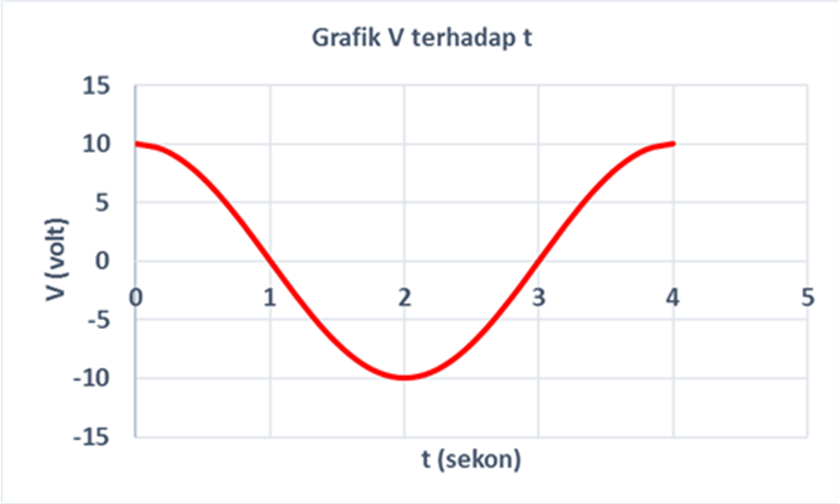 Grafik V terhadap t
15
10
5
0
-5
-10
-15
V (volt)
0 1 2 3 4 5
t (sekon)